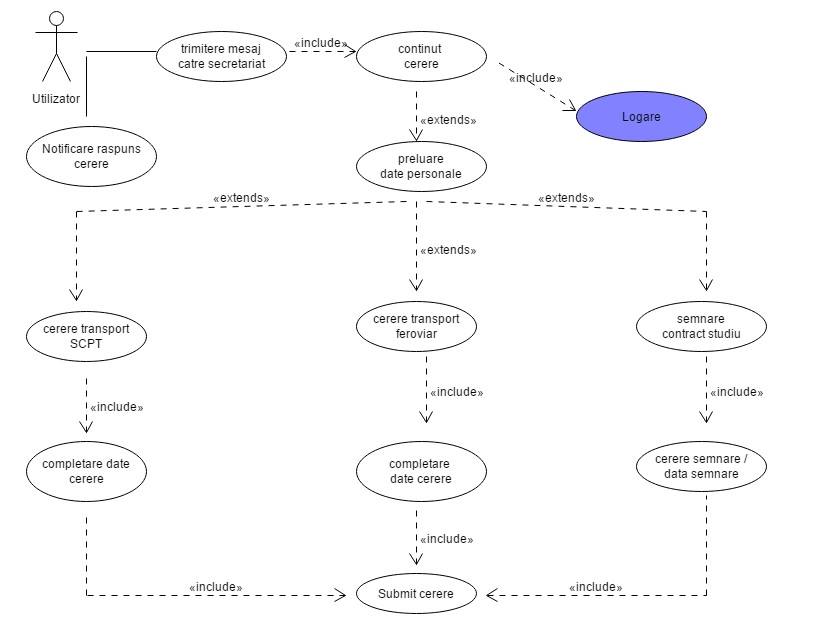 Utilizator
trimitere mesaj
catre secretariat
«include»
continut
cerere
«include»
Logare
Notificare raspuns
cerere
«extends»
preluare
date personale
«extends»
«extends»
«extends»
cerere transport
SCPT
cerere transport
feroviar
semnare
contract studiu
«include»
«include»
«include»
completare date
cerere
completare
date cerere
cerere semnare /
data semnare
«include»
«include»
«include»
Submit cerere